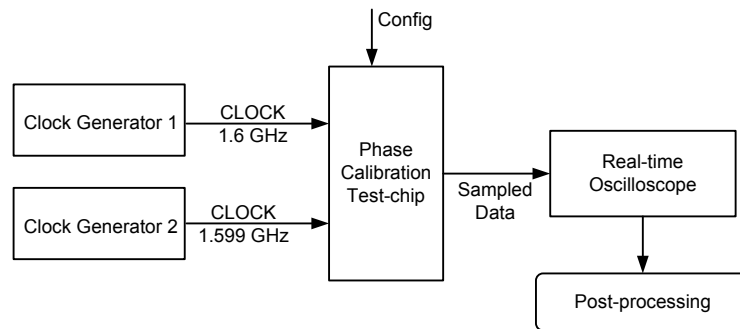 Config
Clock Generator 1
CLOCK
1.6 GHz
Phase
Calibration
Test-chip
Clock Generator 2
CLOCK
1.599 GHz
Sampled
Data
Real-time
Oscilloscope
Post-processing